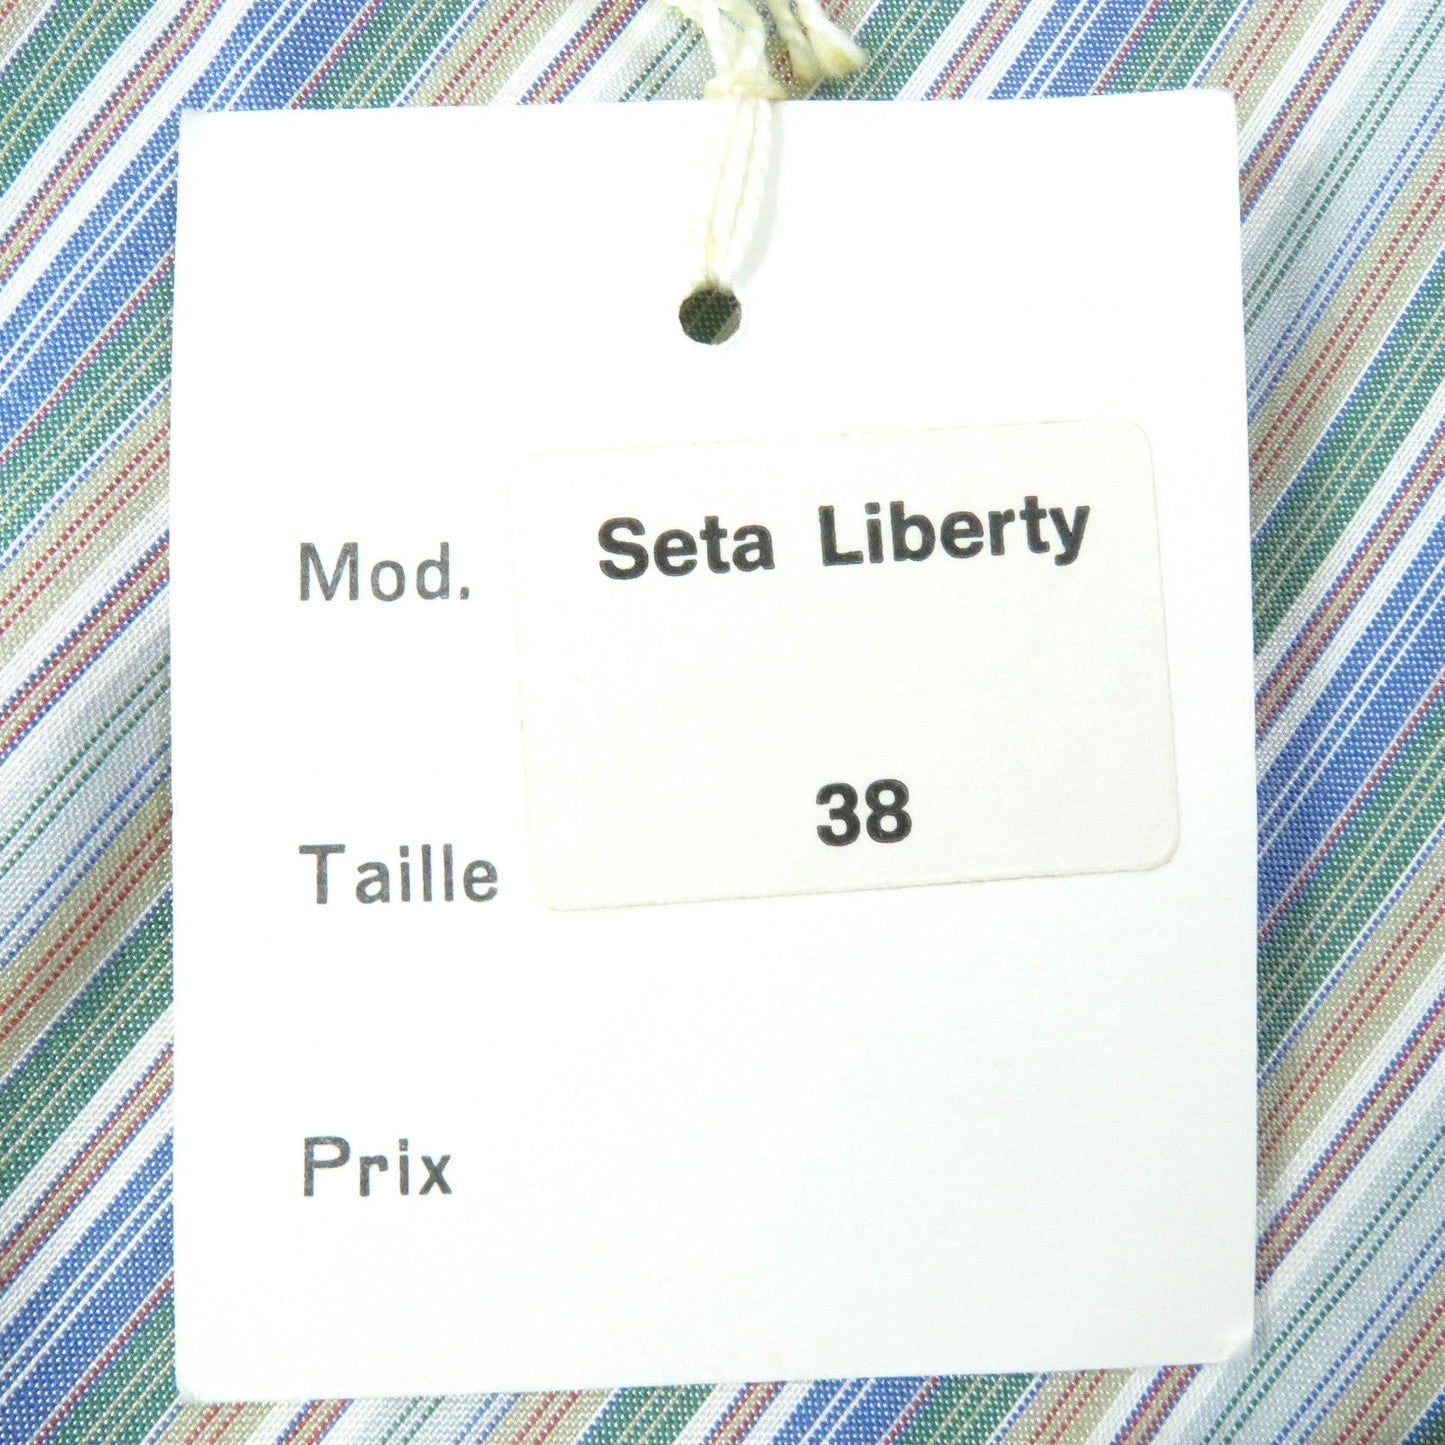 Mod. Seta Liberty
Taille 38
Prix